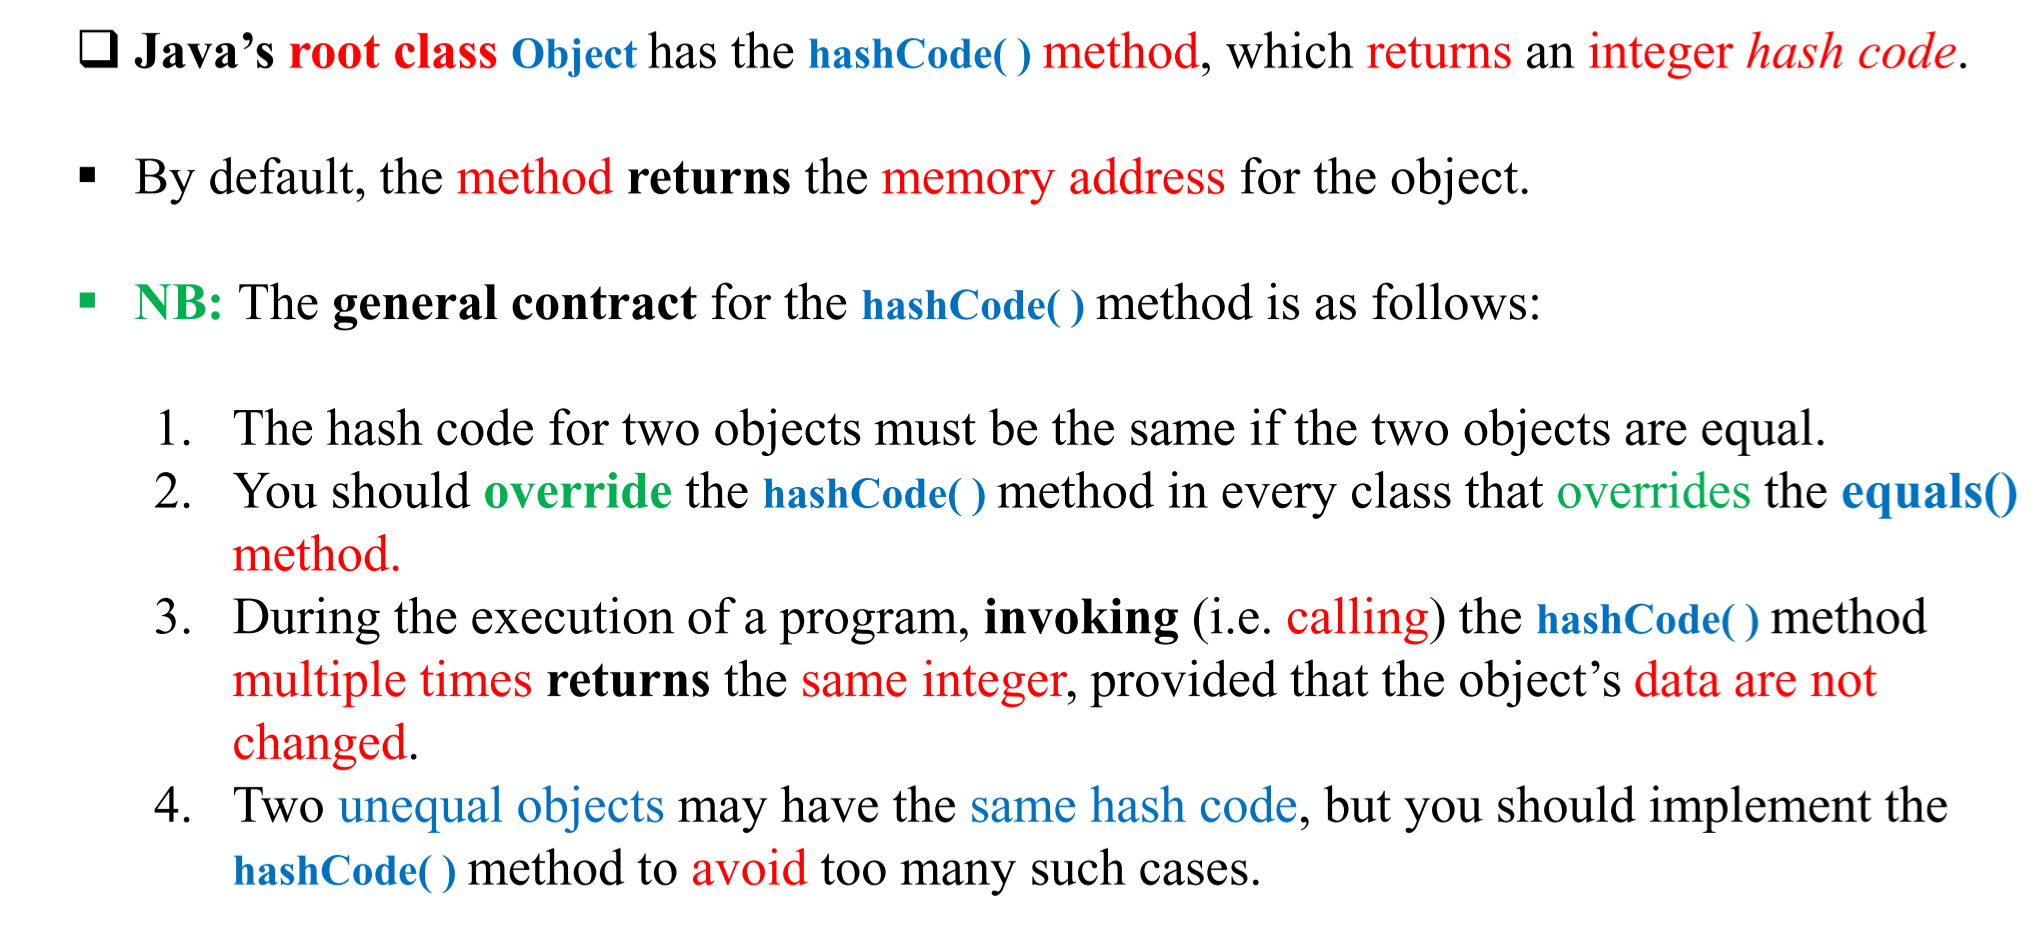 ❑ Java’s root class Object has the hashCode( ) method, which returns an integer hash code.
▪ By default, the method returns the memory address for the object.
▪ NB: The general contract for the hashCode( ) method is as follows:
1. The hash code for two objects must be the same if the two objects are equal.
2. You should override the hashCode( ) method in every class that overrides the equals()
method.
3. During the execution of a program, invoking (i.e. calling) the hashCode( ) method
multiple times returns the same integer, provided that the object’s data are not
changed.
4. Two unequal objects may have the same hash code, but you should implement the
hashCode( ) method to avoid too many such cases.